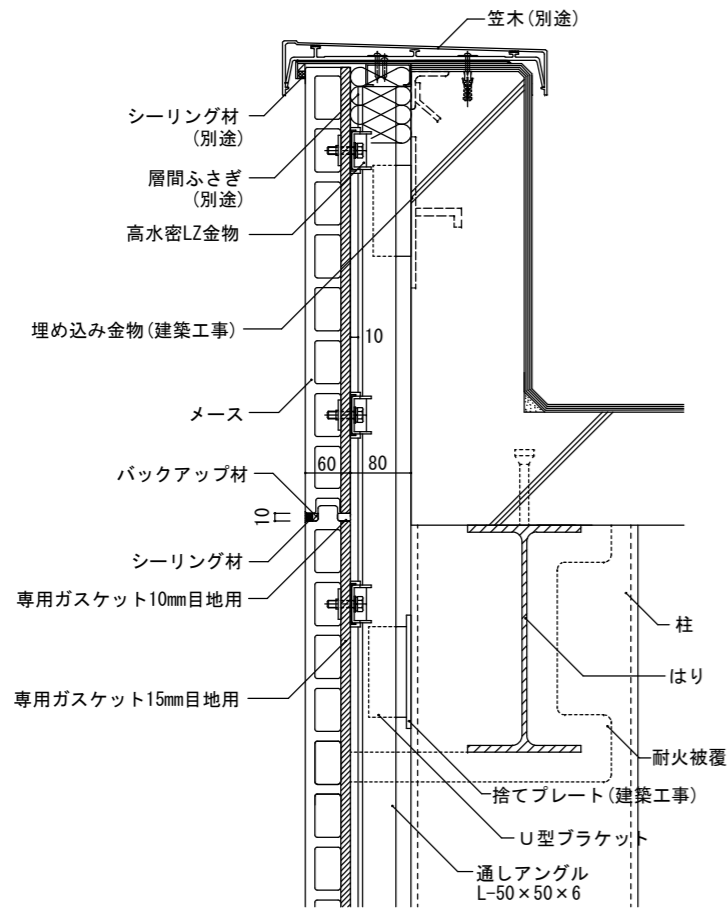 笠木(別途)
シーリング材
(別途)
層間ふさぎ
(別途)
高水密LZ金物
埋め込み金物(建築工事)
10
メース
60
80
バックアップ材
10
シーリング材
専用ガスケット10mm目地用
柱
はり
専用ガスケット15mm目地用
耐火被覆
捨てプレート(建築工事)
U型ブラケット
通しアングル
L-50×50×6